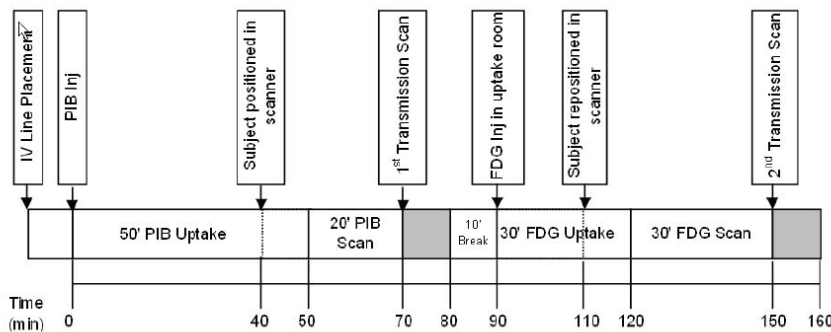 IV Line Placement
PIB Inj
Subject positioned in
scanner
1st Transmission Scan
FDG Inj in uptake room
Subject repositioned in
scanner
2nd Transmission Scan
50' PIB Uptake
20' PIB
Scan
10'
Break
30' FDG Uptake
30' FDG Scan
Time
(min)
0
40
50
70
80
90
110
120
150
160